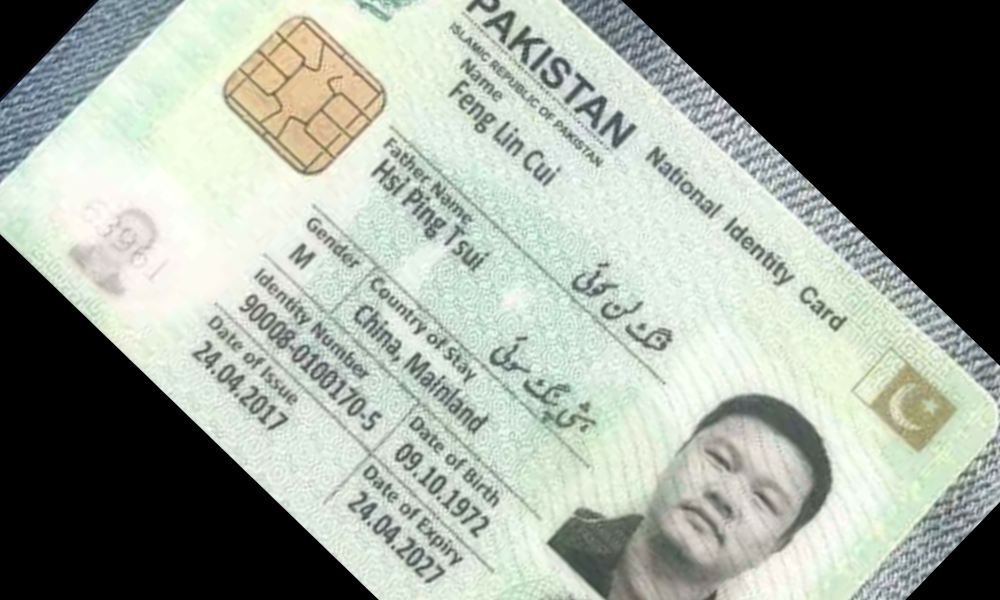 PAKISTAN National Identity Card
ISLAMIC REPUBLIC OF PAKISTAN
Name
Feng Lin Cui
فنگ لن کوئی
Father Name
Hsi Ping Tsui
ہشی پنگ سوئی
Gender Country of Stay
M China, Mainland
Identity Number Date of Birth
90008-0100170-5 09.10.1972
Date of Issue Date of Expiry
24.04.2017 24.04.2027